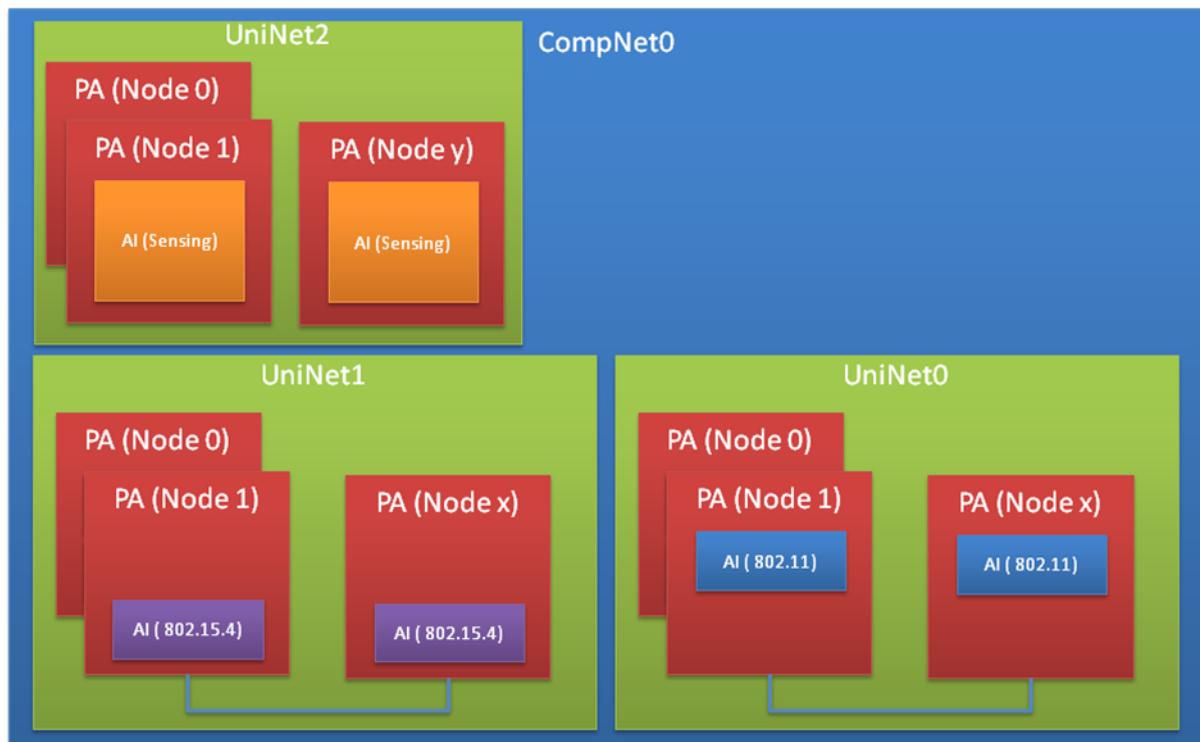 UniNet2
CompNet0
PA (Node 0)
PA (Node 1)
PA (Node y)
AI (Sensing)
AI (Sensing)
UniNet1
PA (Node 0)
PA (Node 1)
PA (Node x)
AI ( 802.15.4)
AI ( 802.15.4)
UniNet0
PA (Node 0)
PA (Node 1)
PA (Node x)
AI ( 802.11)
AI ( 802.11)